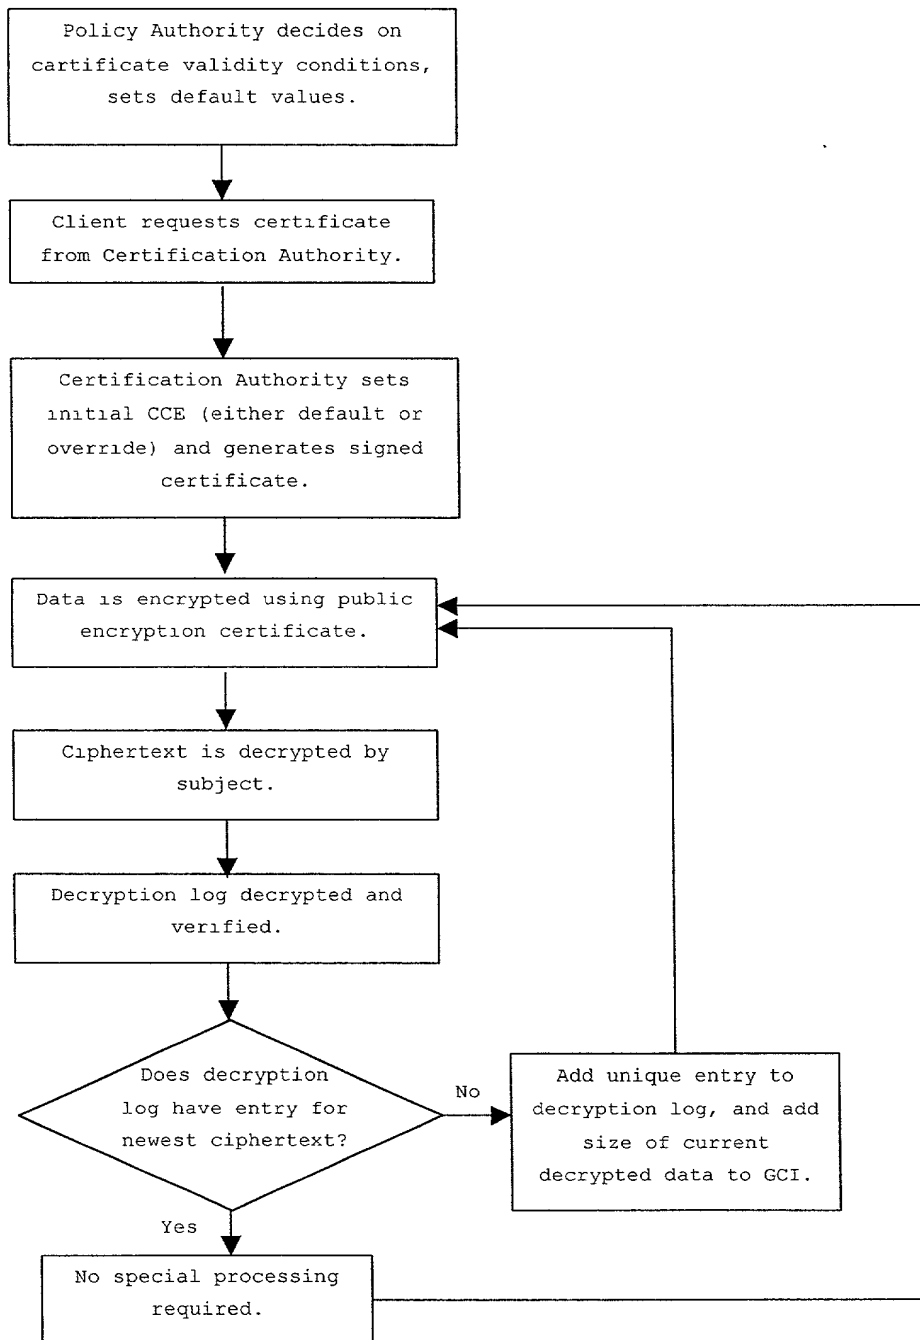 Policy Authority decides on
cartificate validity conditions,
sets default values.
Client requests certificate
from Certification Authority.
Certification Authority sets
initial CCE (either default or
override) and generates signed
certificate.
Data is encrypted using public
encryption certificate.
Ciphertext is decrypted by
subject.
Decryption log decrypted and
verified.
Does decryption
log have entry for
newest ciphertext?
No
Add unique entry to
decryption log, and add
size of current
decrypted data to GCI.
Yes
No special processing
required.